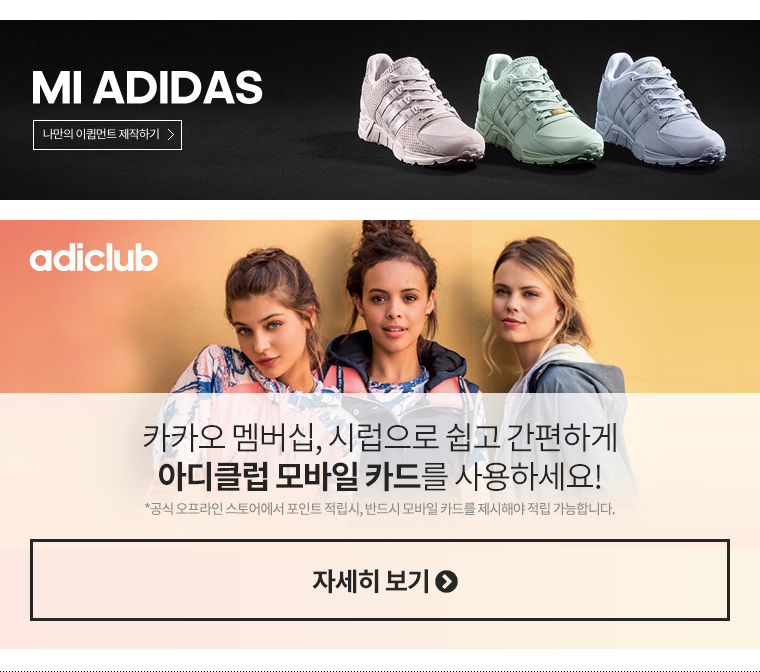 MI ADIDAS
나만의 이큅먼트 제작하기
adiclub
카카오 멤버십, 시럽으로 쉽고 간편하게
아디클럽 모바일 카드를 사용하세요!
*공식 오프라인 스토어에서 포인트 적립시, 반드시 모바일 카드를 제시해야 적립 가능합니다.
자세히 보기